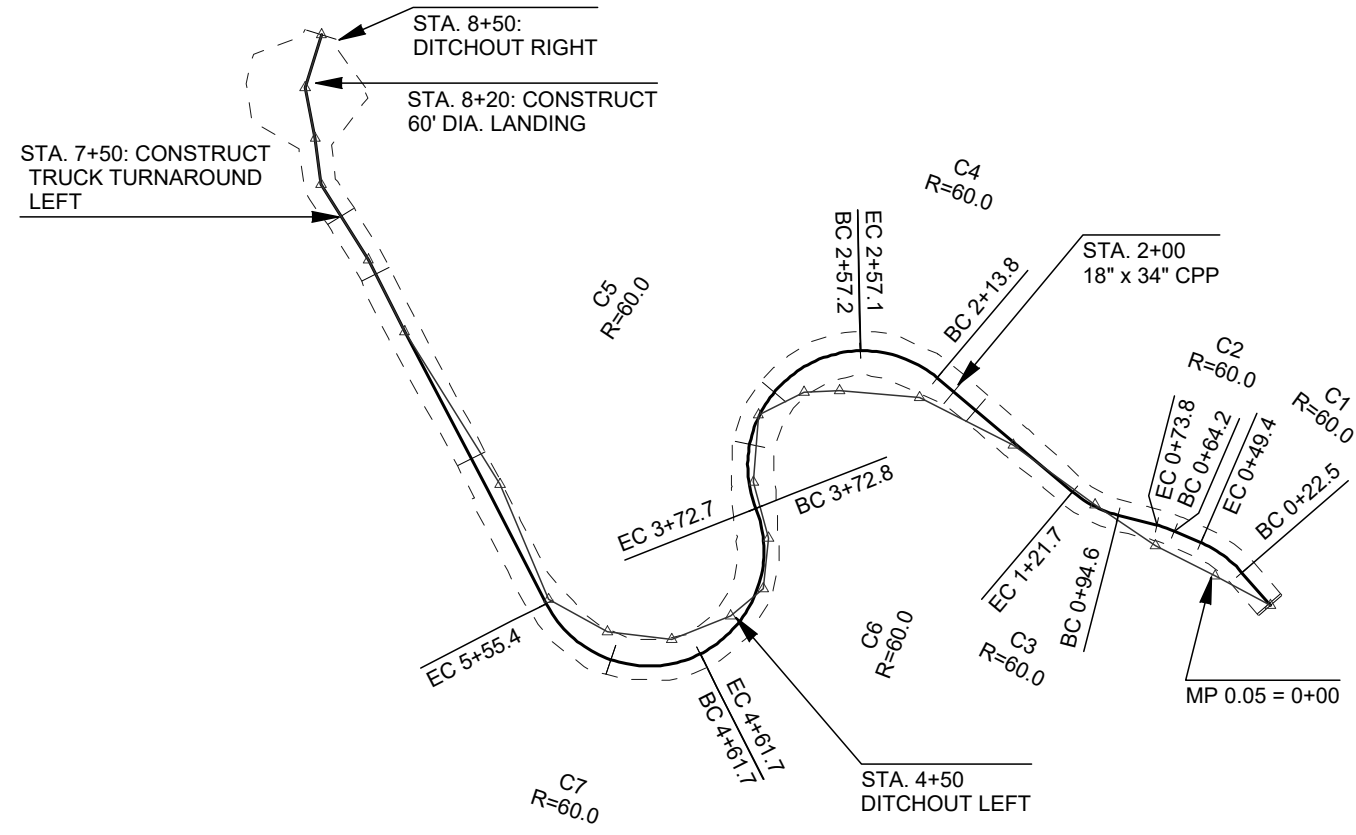 STA. 8+50:
DITCHOUT RIGHT
STA. 8+20: CONSTRUCT
60' DIA. LANDING
STA. 7+50: CONSTRUCT
TRUCK TURNAROUND
LEFT
C4
R=60.0
C5
R=60.0
EC 2+57.1
BC 2+57.2
BC 2+13.8
STA. 2+00
18" x 34" CPP
C2
R=60.0
C1
R=60.0
EC 0+73.8
BC 0+64.2
EC 0+49.4
BC 0+22.5
EC 3+72.7
BC 3+72.8
EC 1+21.7
BC 0+94.6
C3
R=60.0
C6
R=60.0
MP 0.05 = 0+00
EC 5+55.4
EC 4+61.7
BC 4+61.7
STA. 4+50
DITCHOUT LEFT
C7
R=60.0